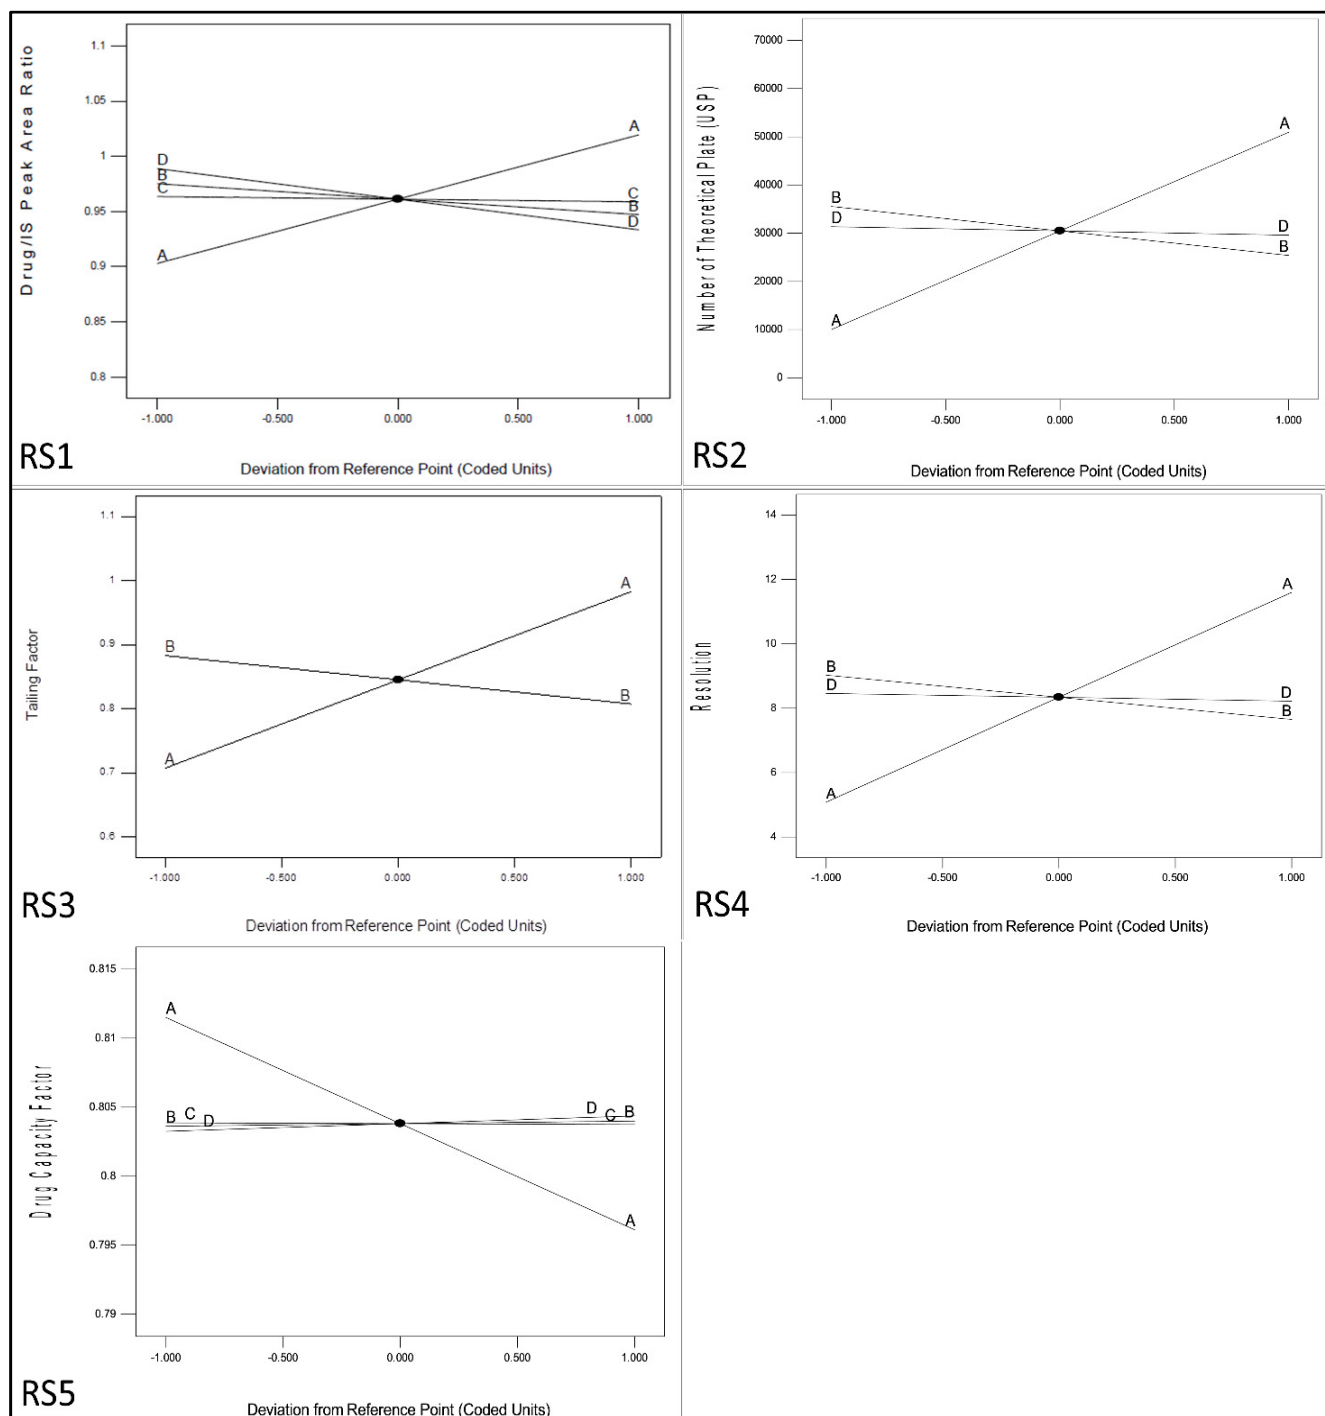 Drug/IS Peak Area Ratio
1.1
1.05
1
0.95
0.9
0.85
0.8
D
B
C
A
A
C
B
D
-1.000 -0.500 0.000 0.500 1.000
RS1
Deviation from Reference Point (Coded Units)
Number of Theoretical Plate (USP)
70000
60000
50000
40000
30000
20000
10000
0
B
D
A
A
D
B
-1.000 -0.500 0.000 0.500 1.000
RS2
Deviation from Reference Point (Coded Units)
Tailing Factor
1.1
1
0.9
0.8
0.7
0.6
B
A
A
B
-1.000 -0.500 0.000 0.500 1.000
RS3
Deviation from Reference Point (Coded Units)
Resolution
14
12
10
8
6
4
B
D
A
A
D
B
-1.000 -0.500 0.000 0.500 1.000
RS4
Deviation from Reference Point (Coded Units)
Drug Capacity Factor
0.815
0.81
0.805
0.8
0.795
0.79
A
B C D
D C B
A
-1.000 -0.500 0.000 0.500 1.000
RS5
Deviation from Reference Point (Coded Units)